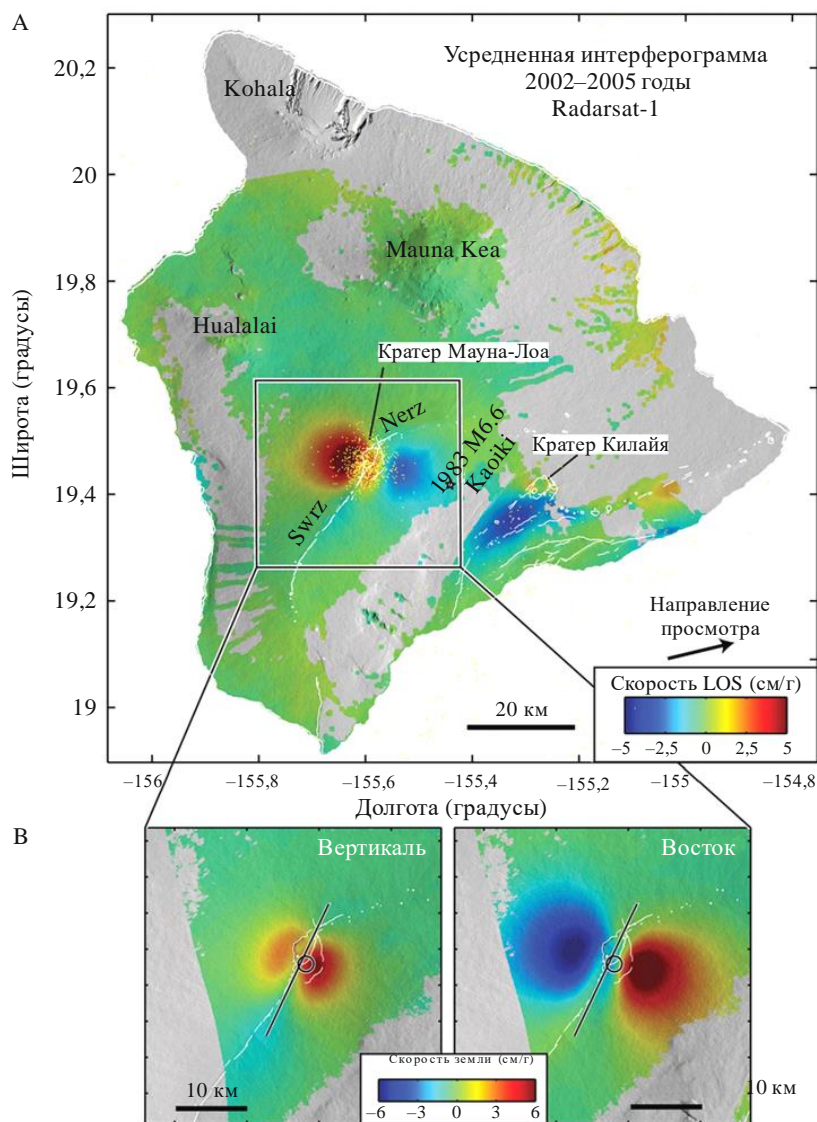 A
Усредненная интерферограмма
2002–2005 годы
Radarsat-1
Kohala
Mauna Kea
Hualalai
Кратер Мауна-Лоа
Nerz
1983 M6.6
Kaoiki
Кратер Килайя
Swrz
Широта (градусы)
20,2
20
19,8
19,6
19,4
19,2
19
Направление
просмотра
20 км
Скорость LOS (см/г)
–5 –2,5 0 2,5 5
–156 –155,8 –155,6 –155,4 –155,2 –155 –154,8
Долгота (градусы)
B
Вертикаль
Восток
10 км
Скорость земли (см/г)
–6 –3 0 3 6
10 км